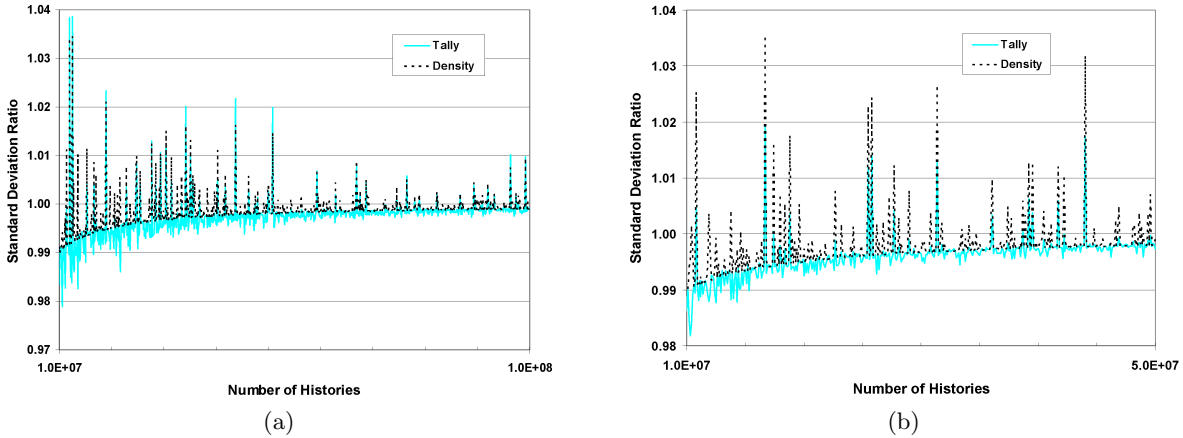 1.04
1.03
1.02
1.01
1.00
0.99
0.98
0.97
Standard Deviation Ratio
Tally
Density
1.0E+07
1.0E+08
Number of Histories
(a)
1.04
1.03
1.02
1.01
1.00
0.99
0.98
Standard Deviation Ratio
Tally
Density
1.0E+07
5.0E+07
Number of Histories
(b)